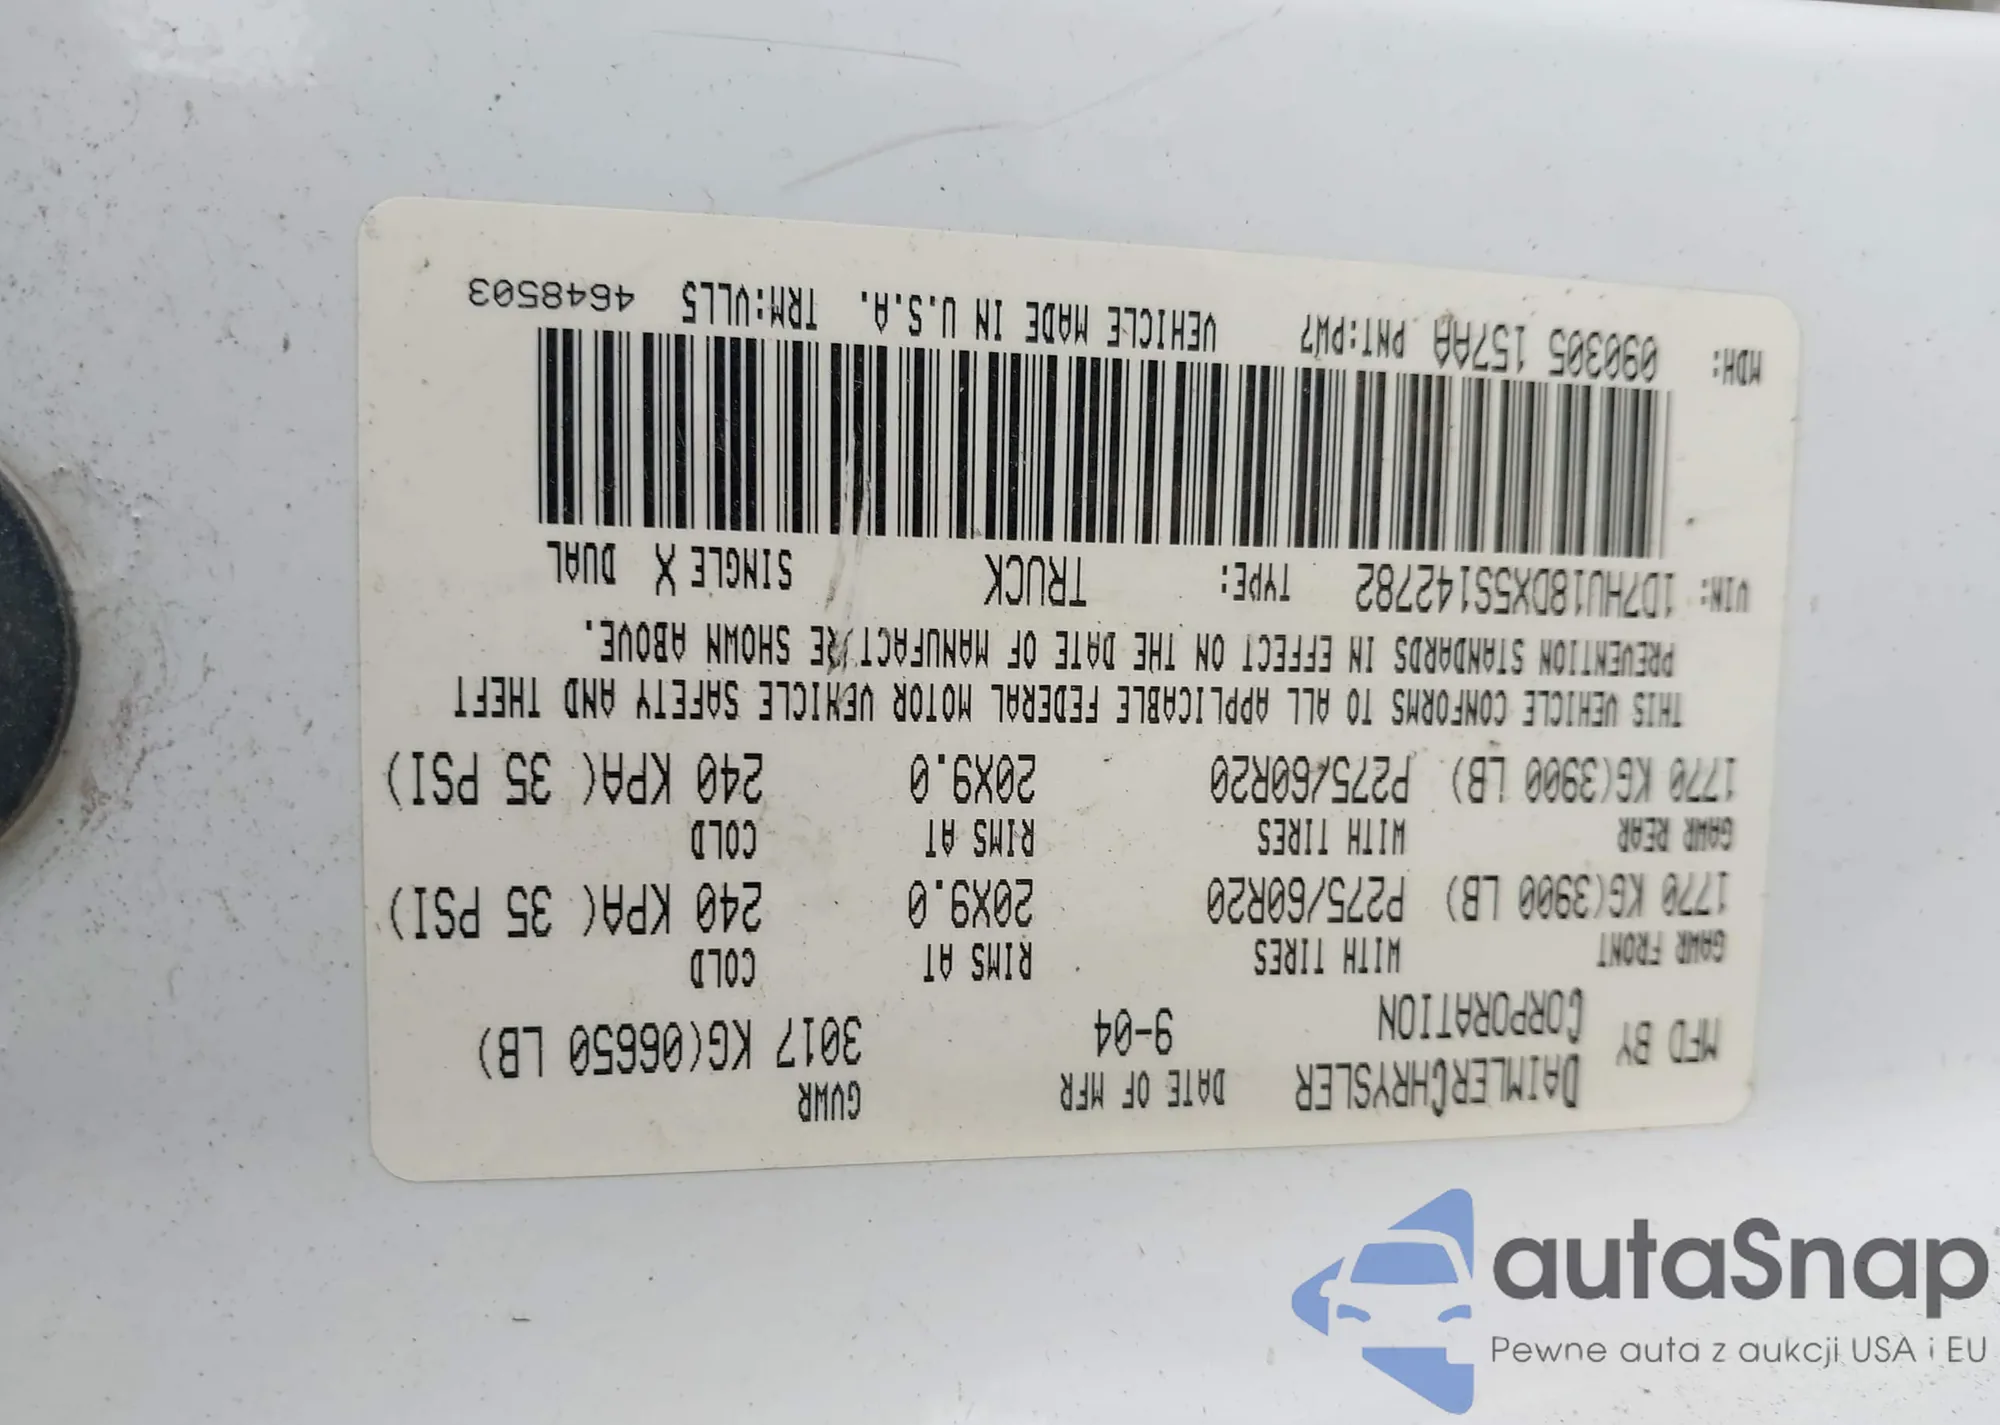 MFD BY DAIMLERCHRYSLER CORPORATION DATE OF MFR 9-04 GVWR 3017 KG(06650 LB)
GAWR FRONT WITH TIRES RIMS AT COLD
1770 KG(3900 LB) P275/60R20 20X9.0 240 KPA( 35 PSI)
GAWR REAR WITH TIRES RIMS AT COLD
1770 KG(3900 LB) P275/60R20 20X9.0 240 KPA( 35 PSI)
THIS VEHICLE CONFORMS TO ALL APPLICABLE FEDERAL MOTOR VEHICLE SAFETY AND THEFT
PREVENTION STANDARDS IN EFFECT ON THE DATE OF MANUFACTURE SHOWN ABOVE.
VIN: 1D7HU18DX5S142782 TYPE: TRUCK SINGLE X DUAL
MDH: 090305 157AA PNT:PW7 VEHICLE MADE IN U.S.A. TRM:VLL5 4648503
autaSnap
Pewne auta z aukcji USA i EU